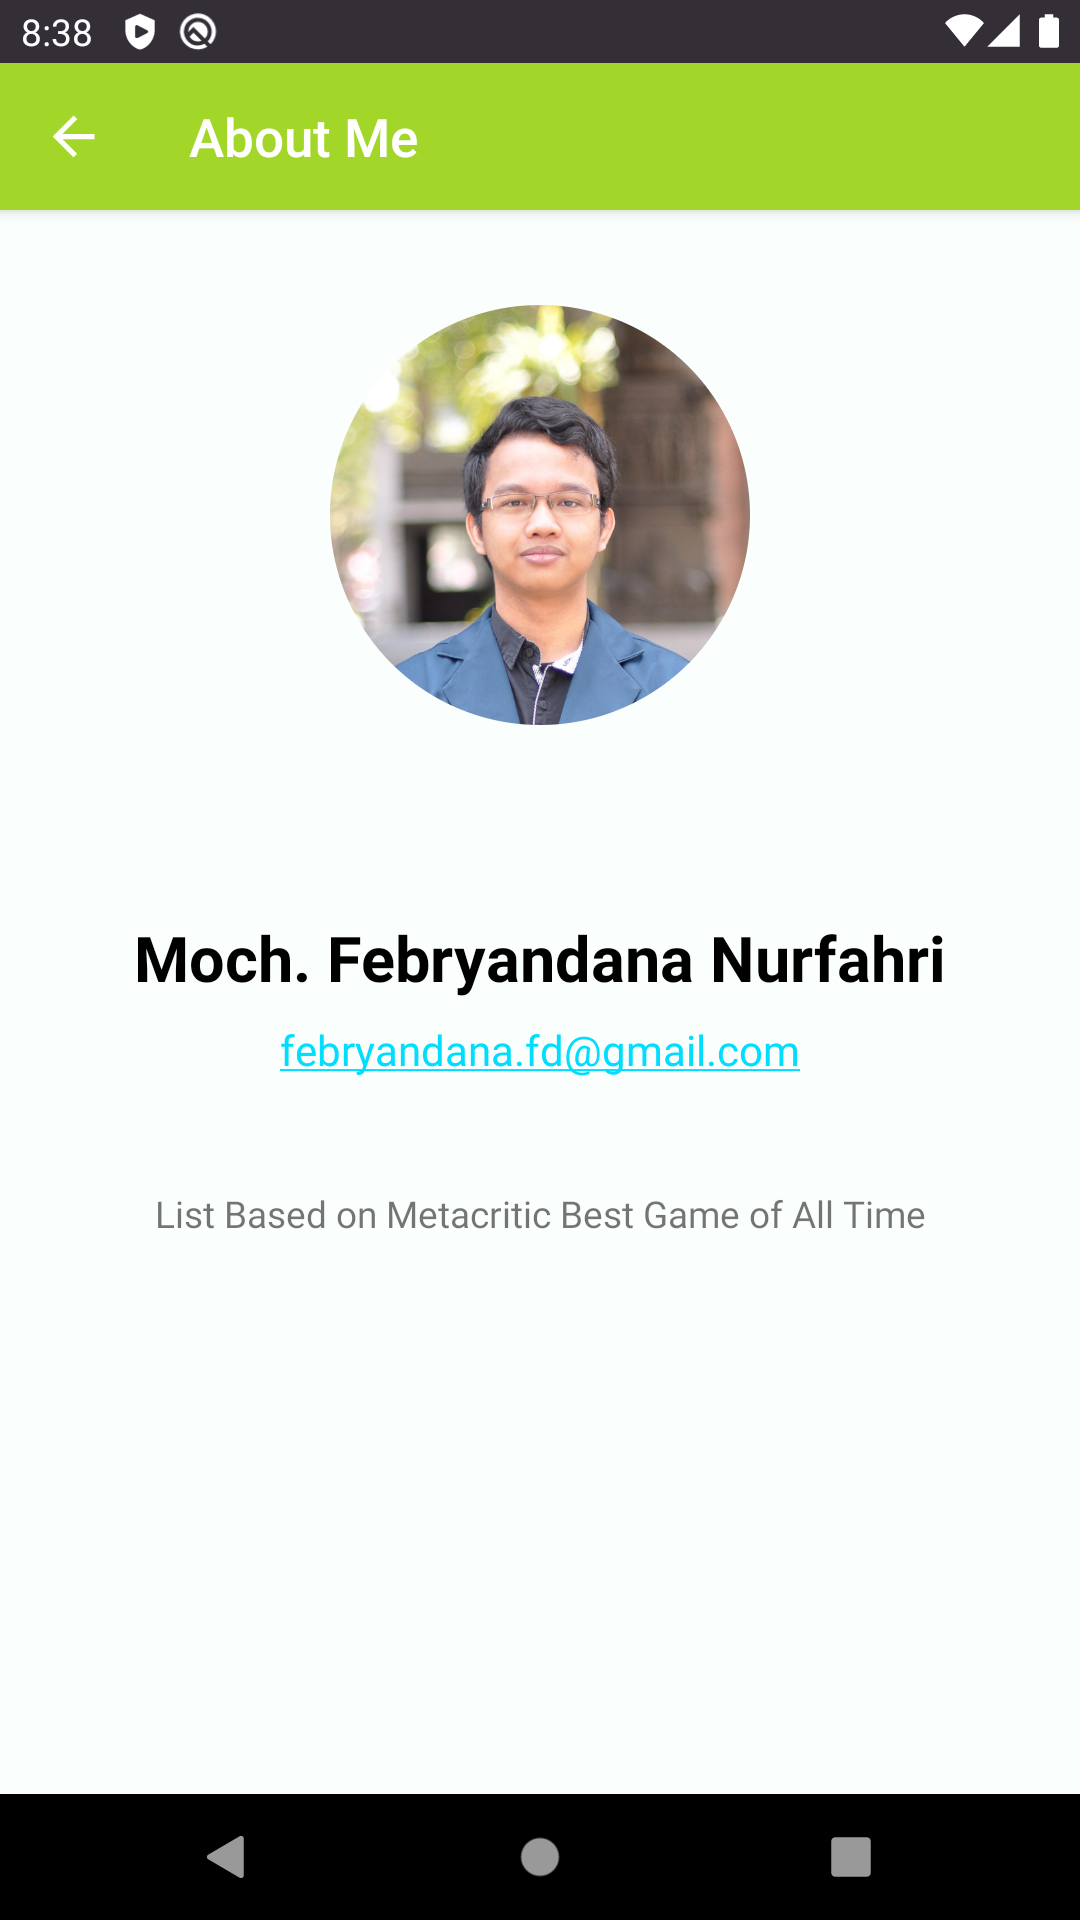 8:38
About Me
Moch. Febryandana Nurfahri
febryandana.fd@gmail.com
List Based on Metacritic Best Game of All Time